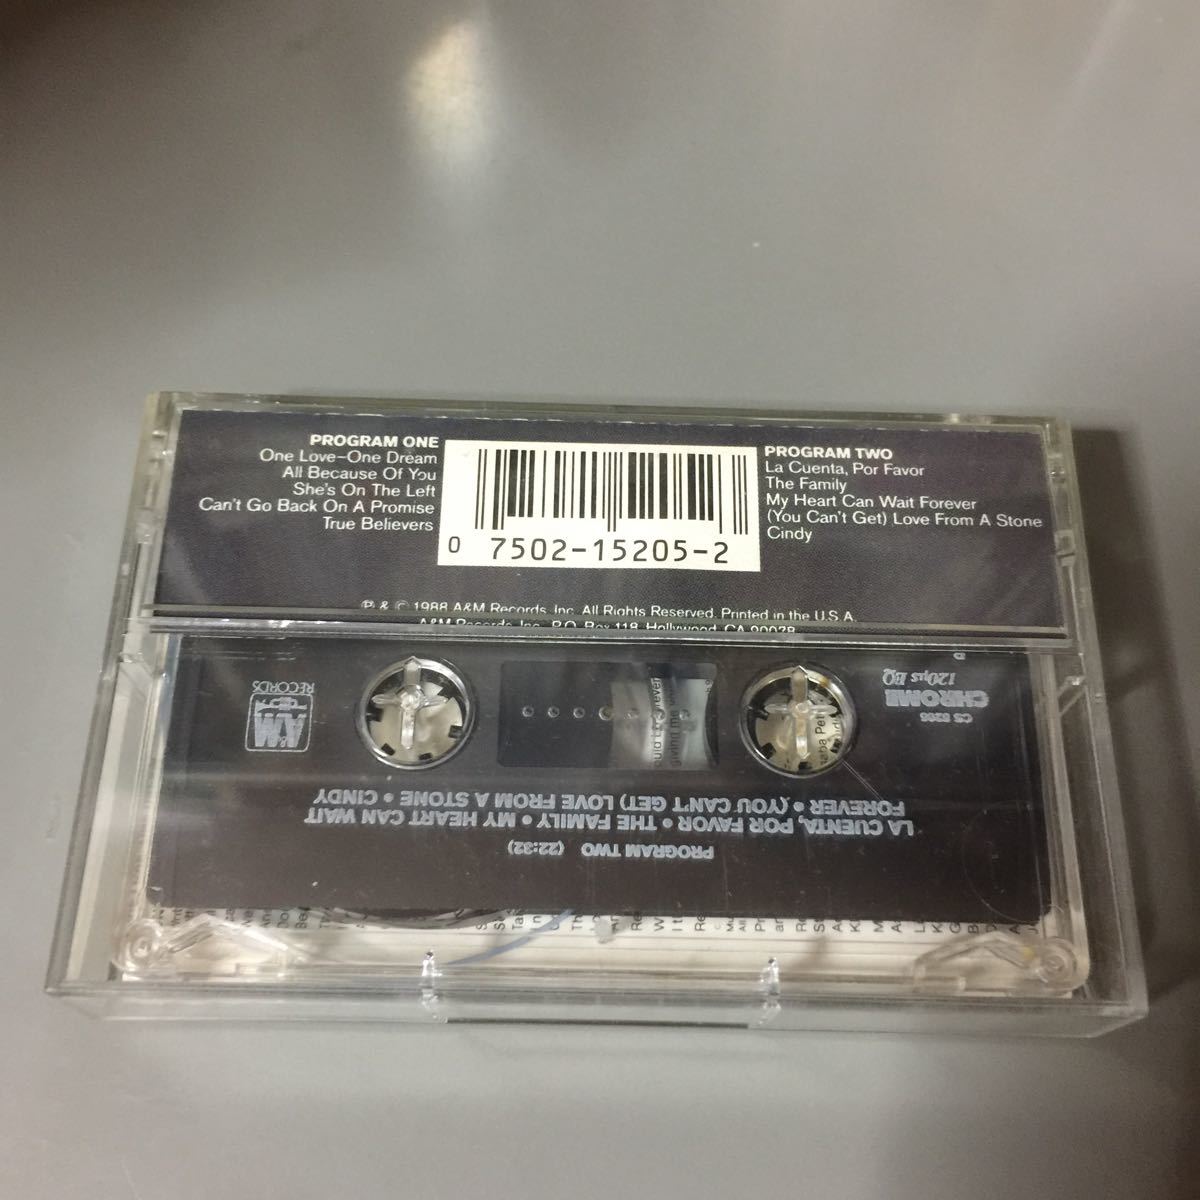 PROGRAM ONE
One Love–One Dream
All Because Of You
She's On The Left
Can't Go Back On A Promise
True Believers
0 7502-15205-2
PROGRAM TWO
La Cuenta, Por Favor
The Family
My Heart Can Wait Forever
(You Can't Get) Love From A Stone
Cindy
℗ & © 1988 A&M Records, Inc. All Rights Reserved. Printed in the U.S.A.
A&M Records, Inc., P.O. Box 118, Hollywood, CA 90078
PROGRAM TWO (22:32)
LA CUENTA, POR FAVOR • THE FAMILY • MY HEART CAN WAIT
FOREVER • (YOU CAN'T GET) LOVE FROM A STONE • CINDY
A&M
RECORDS
CHROME
120µs EQ